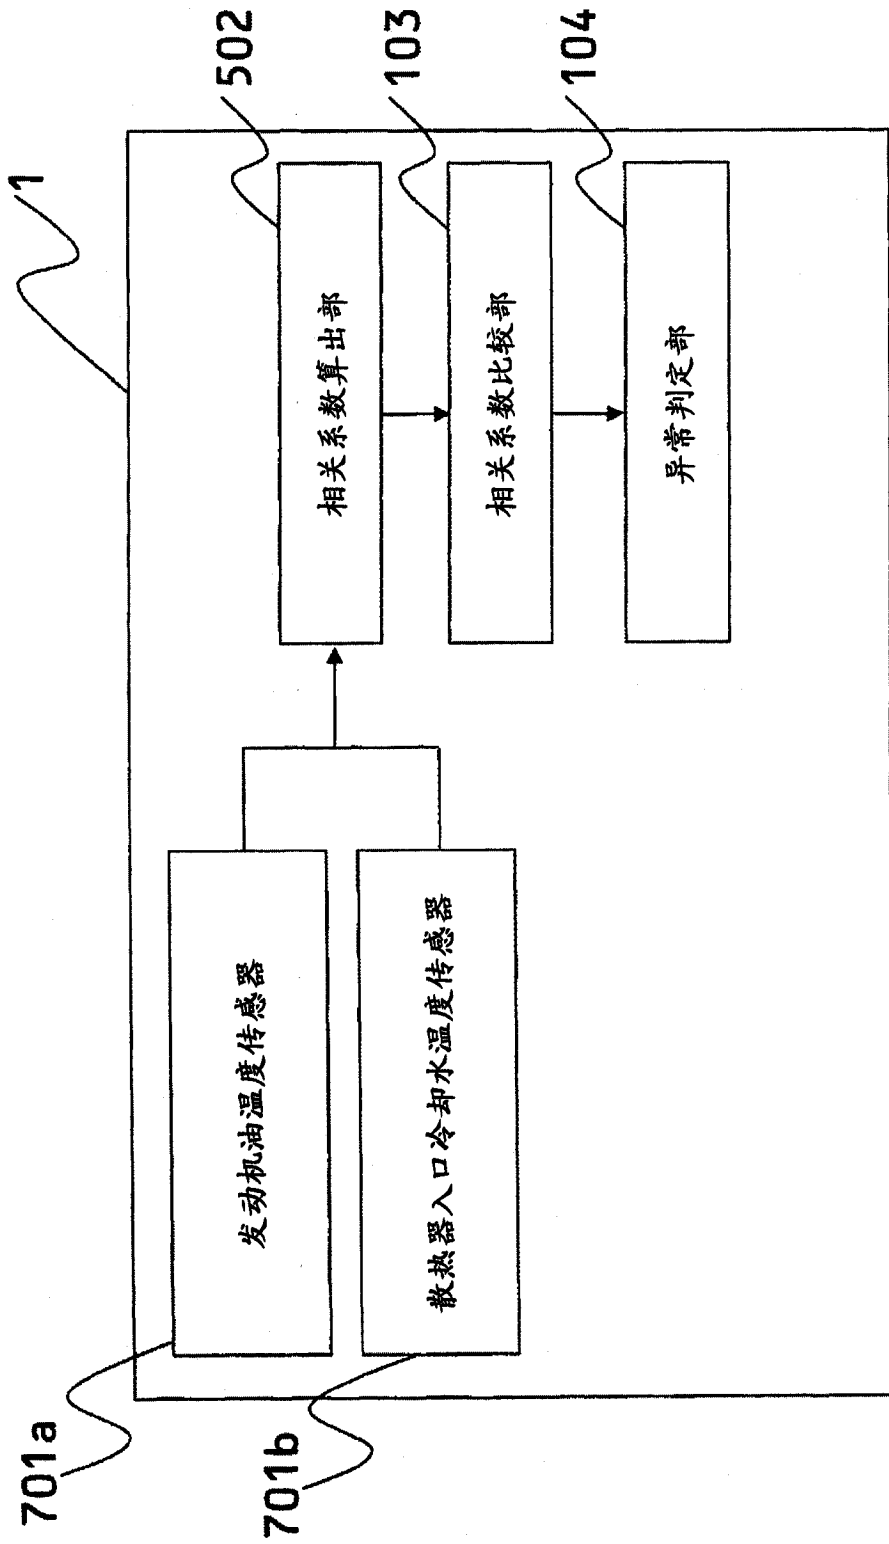 1
701a
发动机油温度传感器
701b
散热器入口冷却水温度传感器
502
相关系数算出部
103
相关系数比较部
104
异常判定部